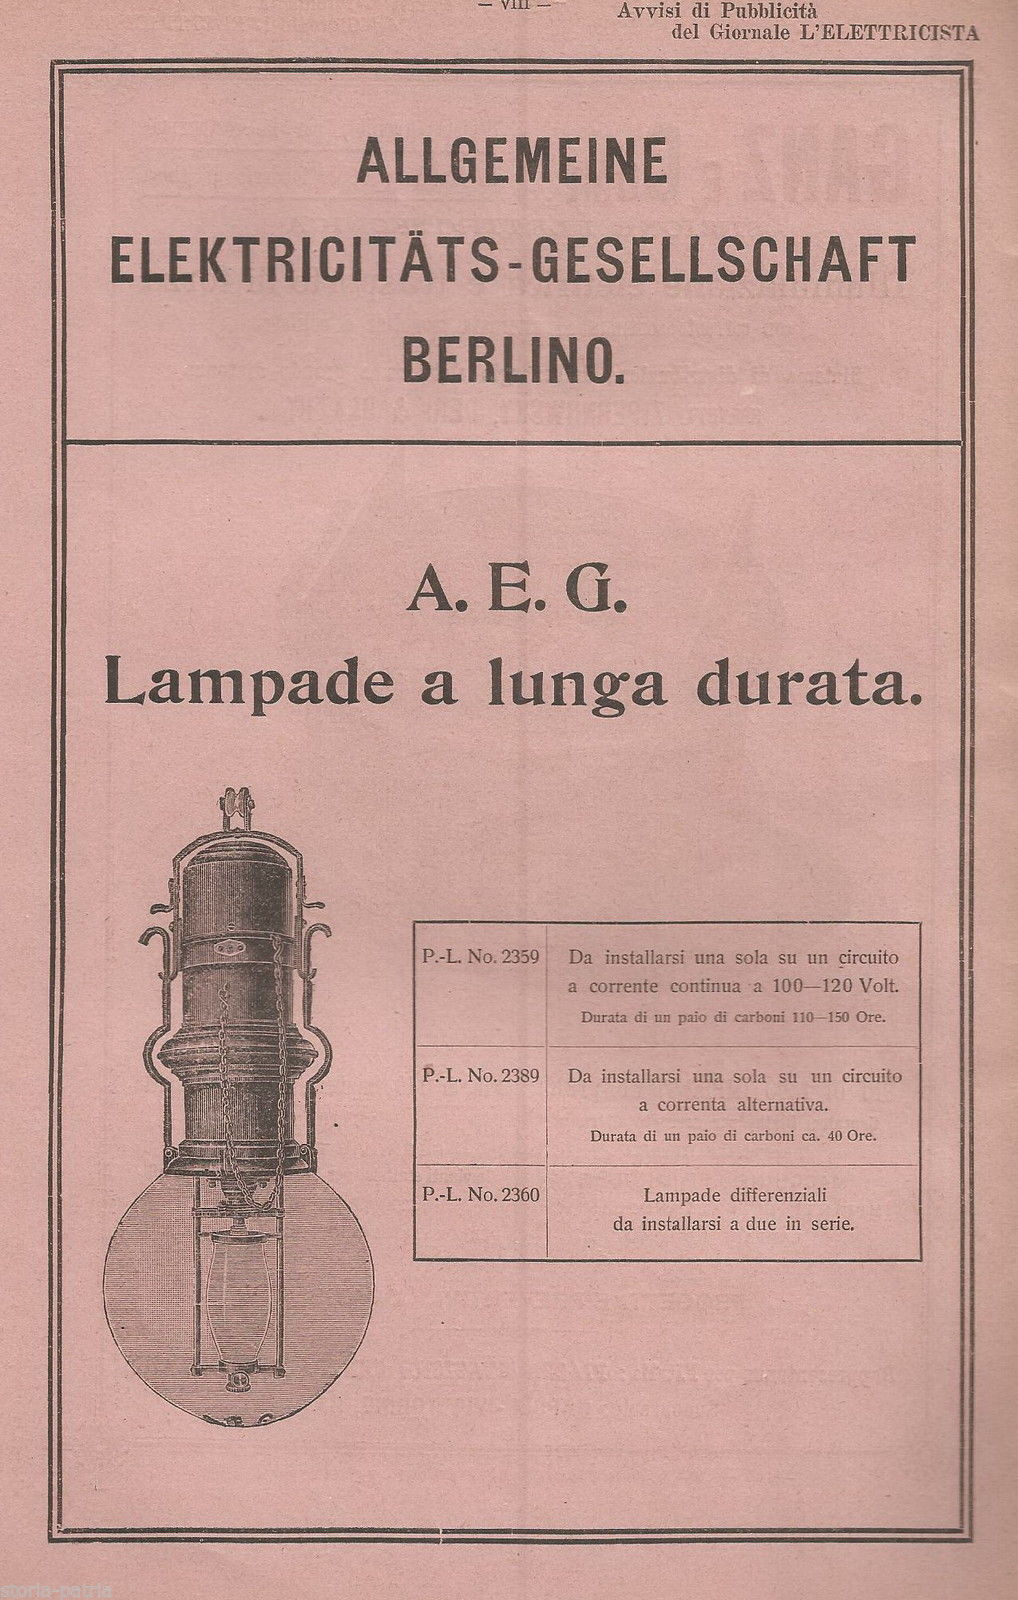 — VIII —
Avvisi di Pubblicità
del Giornale L'ELETTRICISTA
ALLGEMEINE
ELEKTRICITÄTS-GESELLSCHAFT
BERLINO.
A. E. G.
Lampade a lunga durata.
P.-L. No. 2359
Da installarsi una sola su un circuito
a corrente continua a 100—120 Volt.
Durata di un paio di carboni 110—150 Ore.
P.-L. No. 2389
Da installarsi una sola su un circuito
a correnta alternativa.
Durata di un paio di carboni ca. 40 Ore.
P.-L. No. 2360
Lampade differenziali
da installarsi a due in serie.
storia-patria